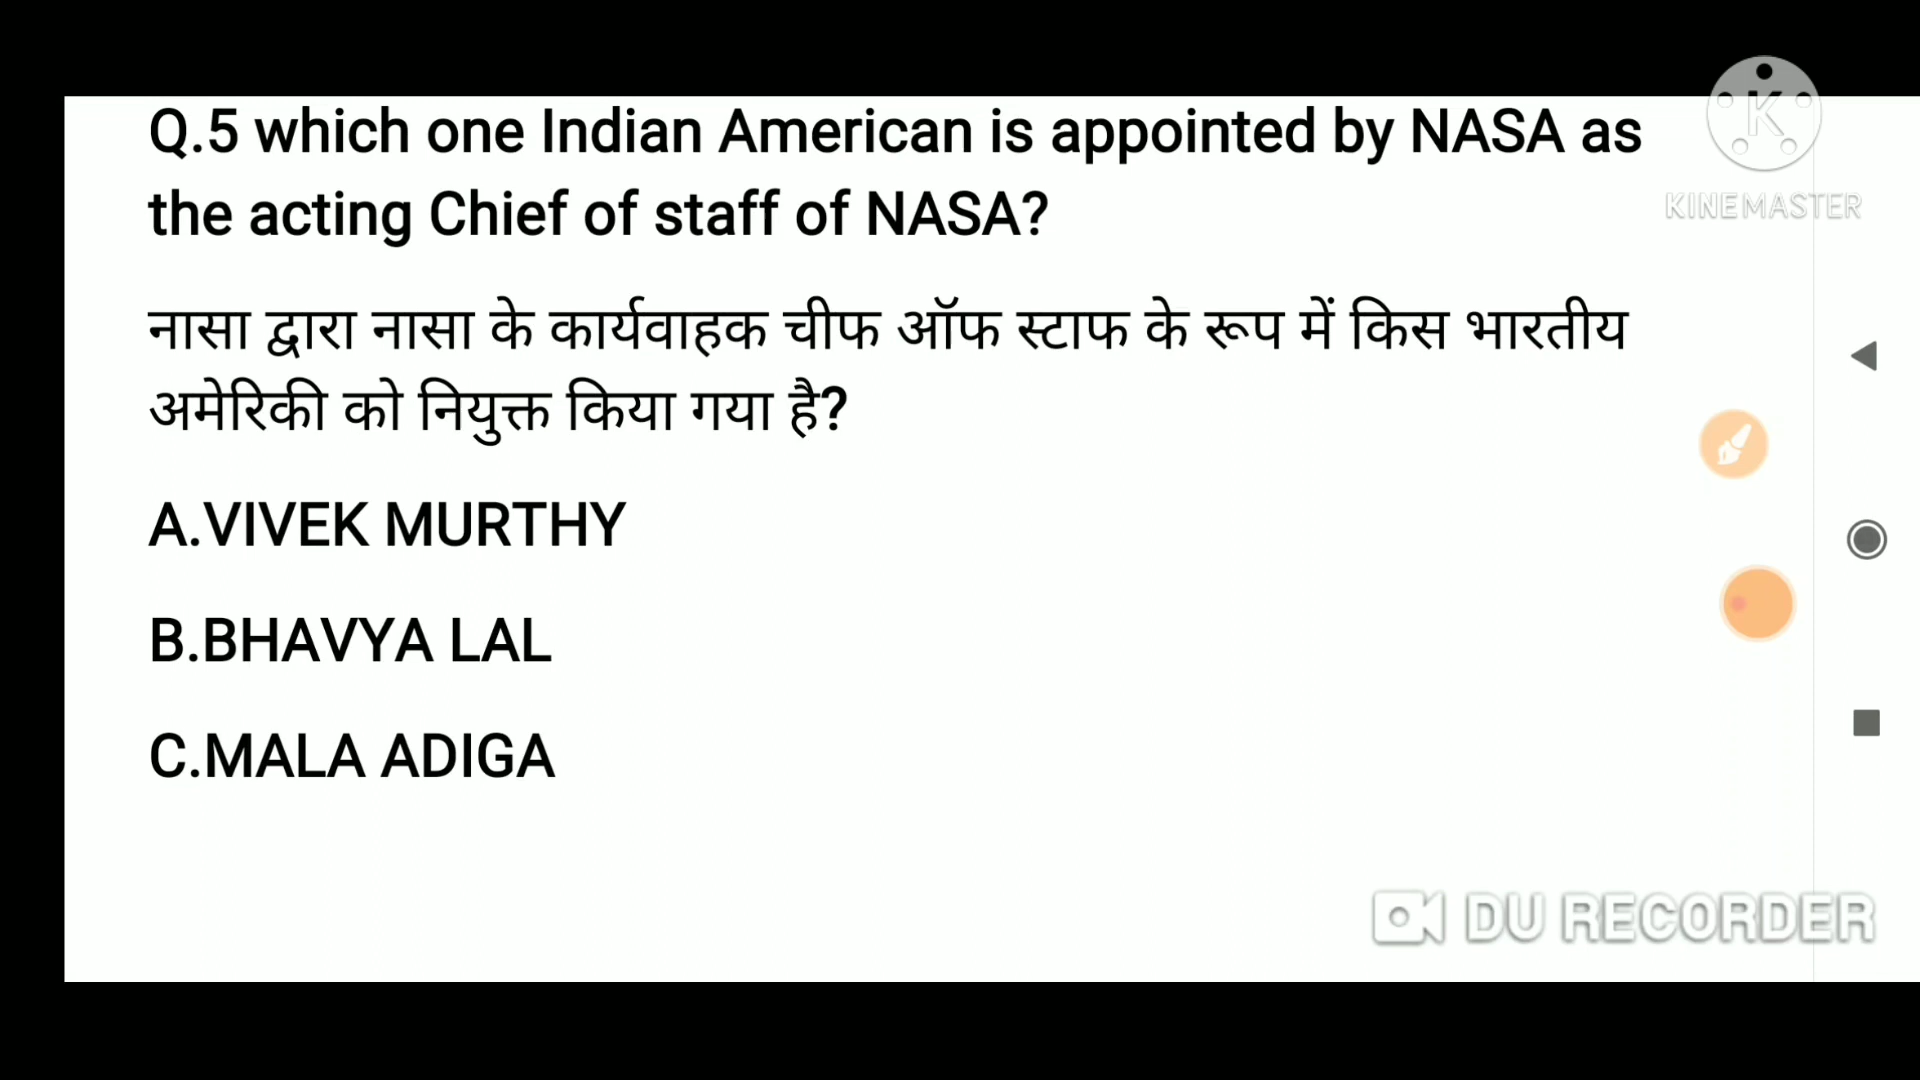 Q.5 which one Indian American is appointed by NASA as
the acting Chief of staff of NASA?
नासा द्वारा नासा के कार्यवाहक चीफ ऑफ स्टाफ के रूप में किस भारतीय
अमेरिकी को नियुक्त किया गया है?
A.VIVEK MURTHY
B.BHAVYA LAL
C.MALA ADIGA
K
KINEMASTER
DU RECORDER